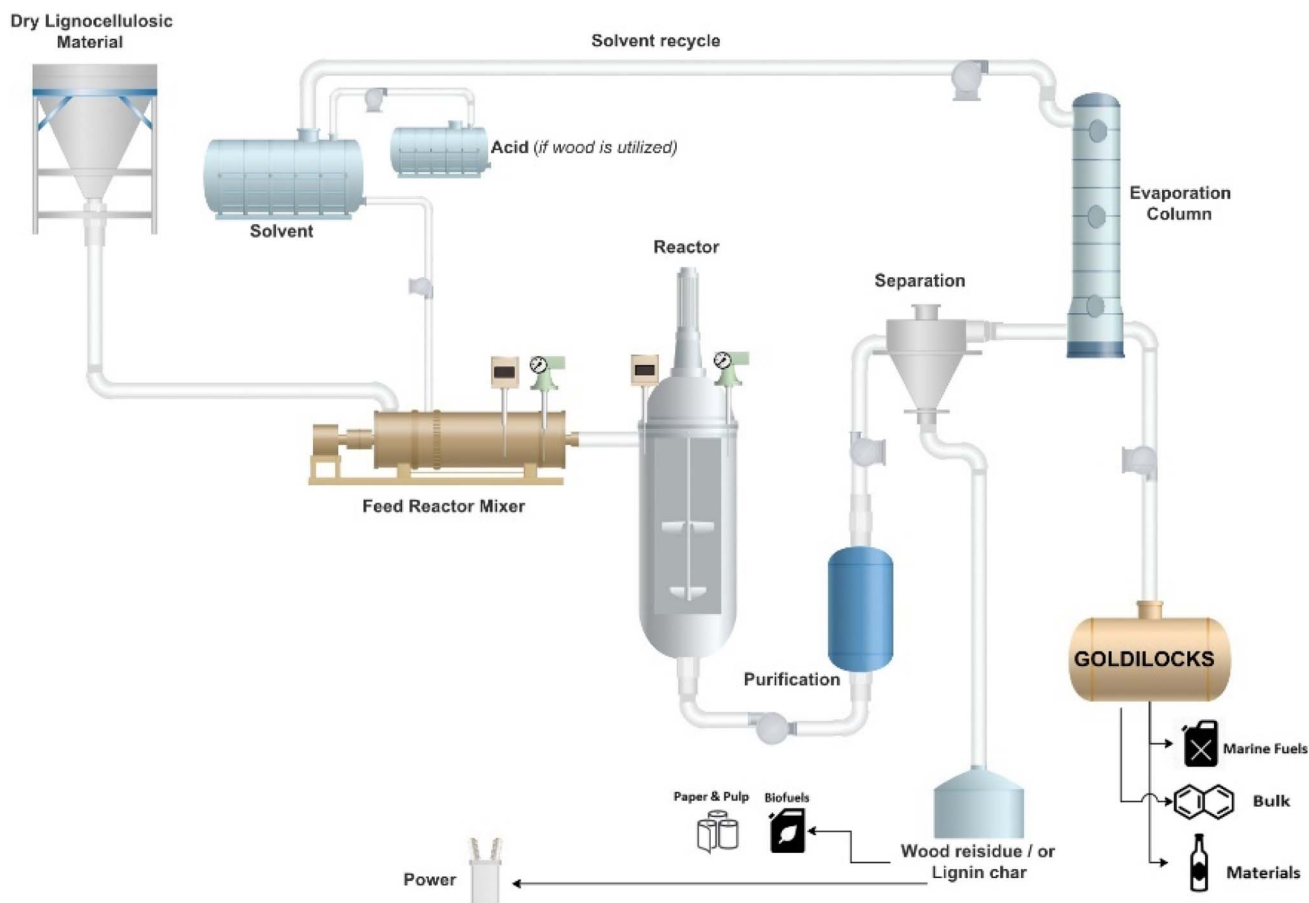 Dry Lignocellulosic
Material
Solvent recycle
Acid (if wood is utilized)
Solvent
Evaporation
Column
Reactor
Separation
Feed Reactor Mixer
Purification
GOLDILOCKS
Marine Fuels
Paper & Pulp
Biofuels
Bulk
Wood reisidue / or
Lignin char
Materials
Power